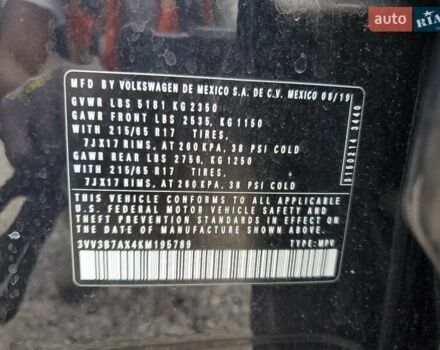 auto
RIA
MFD BY VOLKSWAGEN DE MEXICO S.A. DE C.V. MEXICO 06/19
GVWR LBS 5181 KG 2350
GAWR FRONT LBS 2535, KG 1150
WITH 215/65 R17 TIRES,
7JX17 RIMS, AT 260 KPA, 38 PSI COLD
GAWR REAR LBS 2756, KG 1250
WITH 215/65 R17 TIRES,
7JX17 RIMS, AT 260 KPA, 38 PSI COLD
THIS VEHICLE CONFORMS TO ALL APPLICABLE
U.S. FEDERAL MOTOR VEHICLE SAFETY AND
THEFT PREVENTION STANDARDS IN EFFECT ON
THE DATE OF MANUFACTURE SHOWN ABOVE.
3VV3B7AX4KM195789 TYPE: MPV
3150214 3440